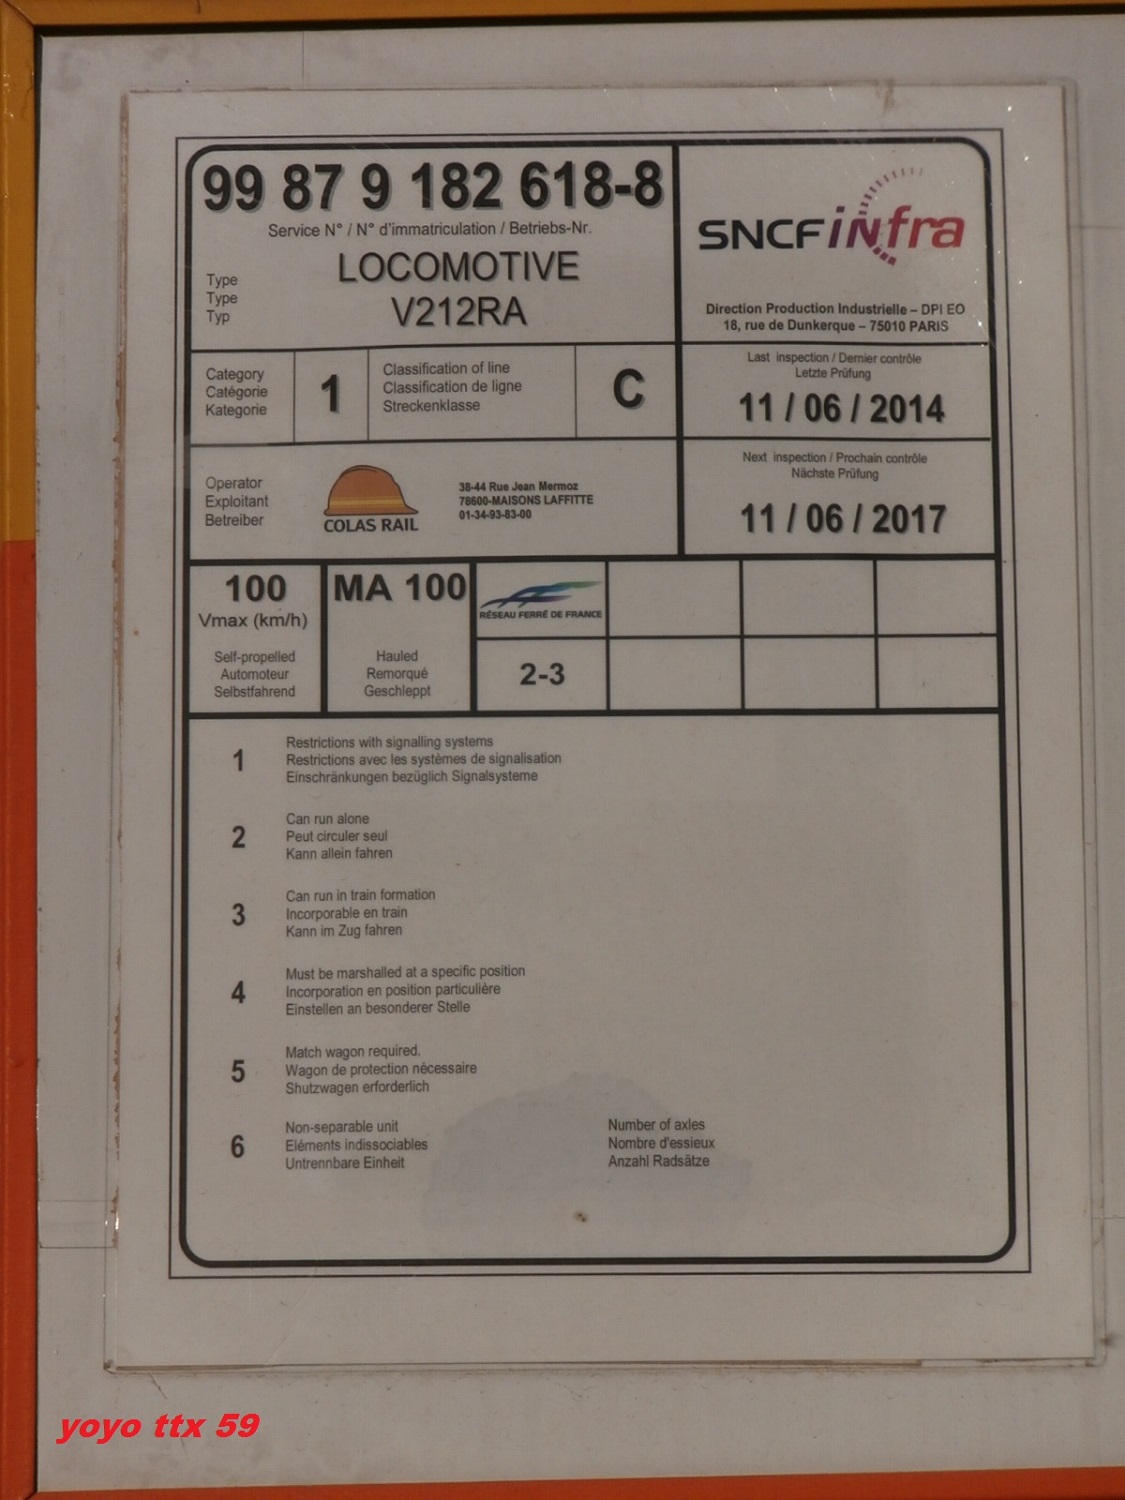 99 87 9 182 618-8
Service N° / N° d'immatriculation / Betriebs-Nr.
Type
Type
Typ
LOCOMOTIVE
V212RA
SNCF infra
Direction Production Industrielle – DPI EO
18, rue de Dunkerque – 75010 PARIS
Category
Catégorie
Kategorie
1
Classification of line
Classification de ligne
Streckenklasse
C
Last inspection / Dernier contrôle
Letzte Prüfung
11 / 06 / 2014
Operator
Exploitant
Betreiber
COLAS RAIL
38-44 Rue Jean Mermoz
78600-MAISONS LAFFITTE
01-34-93-83-00
Next inspection / Prochain contrôle
Nächste Prüfung
11 / 06 / 2017
100
Vmax (km/h)
Self-propelled
Automoteur
Selbstfahrend
MA 100
Hauled
Remorqué
Geschleppt
RÉSEAU FERRÉ DE FRANCE
2-3
1
Restrictions with signalling systems
Restrictions avec les systèmes de signalisation
Einschränkungen bezüglich Signalsysteme
2
Can run alone
Peut circuler seul
Kann allein fahren
3
Can run in train formation
Incorporable en train
Kann im Zug fahren
4
Must be marshalled at a specific position
Incorporation en position particulière
Einstellen an besonderer Stelle
5
Match wagon required.
Wagon de protection nécessaire
Shutzwagen erforderlich
6
Non-separable unit
Eléments indissociables
Untrennbare Einheit
Number of axles
Nombre d'essieux
Anzahl Radsätze
yoyo ttx 59